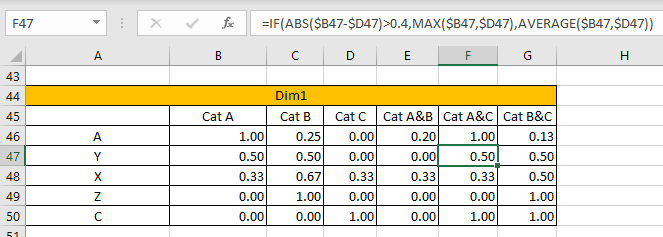 F47 fx =IF(ABS($B47-$D47)>0.4,MAX($B47,$D47),AVERAGE($B47,$D47))
A B C D E F G H
43
44 Dim1
45 Cat A Cat B Cat C Cat A&B Cat A&C Cat B&C
46 A 1.00 0.25 0.00 0.20 1.00 0.13
47 Y 0.50 0.50 0.00 0.00 0.50 0.50
48 X 0.33 0.67 0.33 0.33 0.33 0.50
49 Z 0.00 1.00 0.00 0.00 0.00 1.00
50 C 0.00 0.00 1.00 0.00 1.00 1.00
51